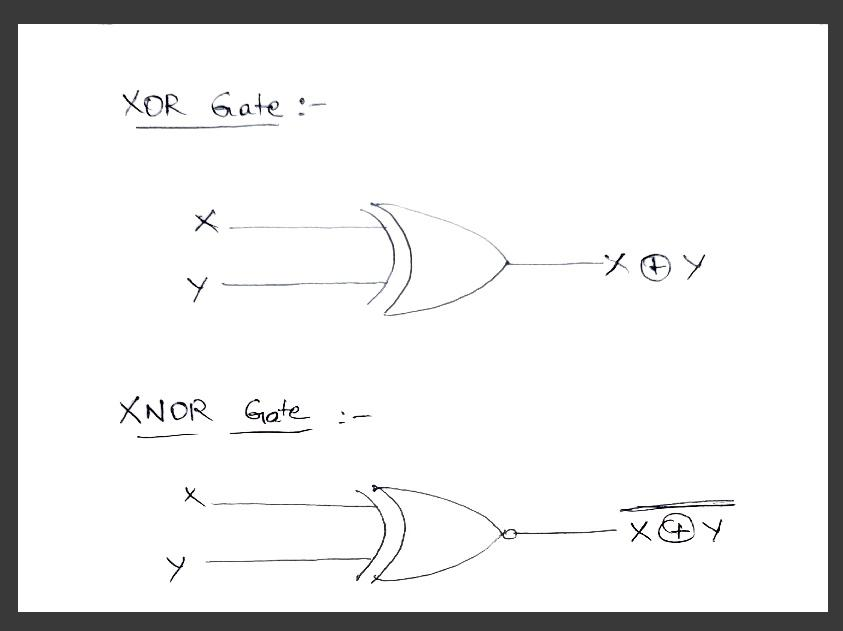 XOR Gate :-
X
Y
X ⊕ Y
XNOR Gate :-
X
Y
X̅ ̅⊕̅ ̅Y̅